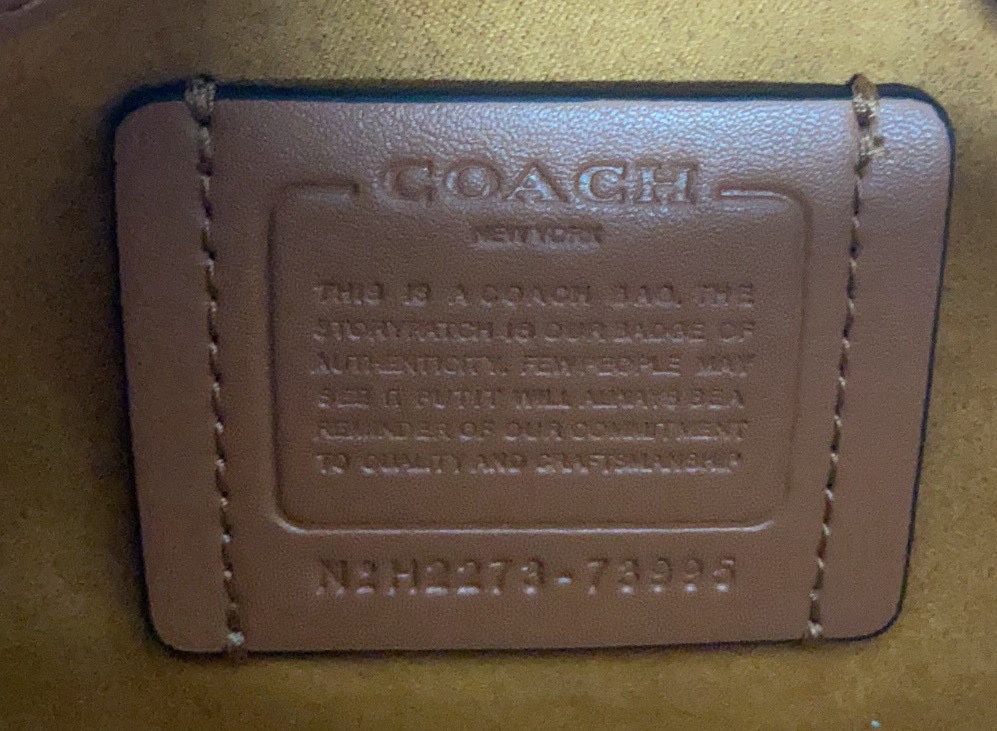 COACH
NEW YORK
THIS IS A COACH BAG. THE
STORYPATCH IS OUR BADGE OF
AUTHENTICITY. FEW PEOPLE MAY
SEE IT BUT IT WILL ALWAYS BE A
REMINDER OF OUR COMMITMENT
TO QUALITY AND CRAFTSMANSHIP